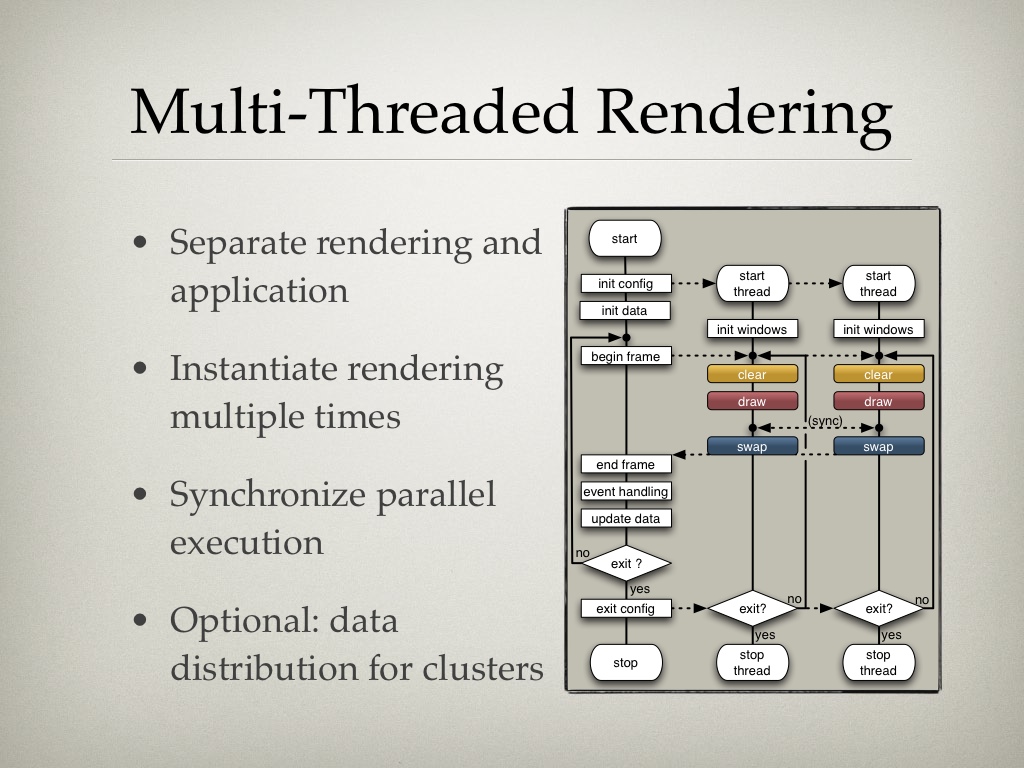 Multi-Threaded Rendering
• Separate rendering and
application
• Instantiate rendering
multiple times
• Synchronize parallel
execution
• Optional: data
distribution for clusters
start
init config
init data
begin frame
end frame
event handling
update data
exit ?
no
yes
exit config
stop
start
thread
init windows
clear
draw
(sync)
swap
exit?
no
yes
stop
thread
start
thread
init windows
clear
draw
swap
exit?
no
yes
stop
thread